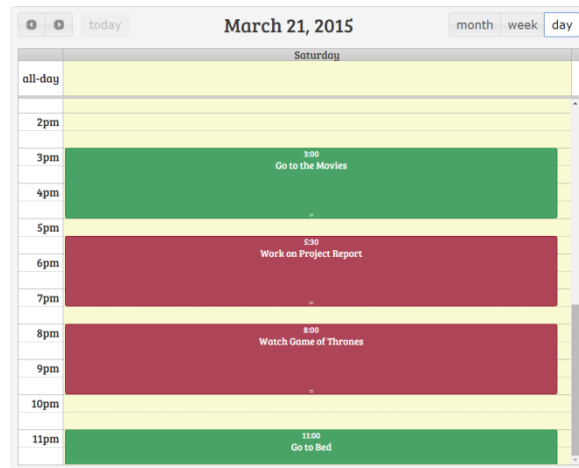 today
March 21, 2015
month week day
Saturday
all-day
2pm
3pm
3:00
Go to the Movies
4pm
5pm
5:30
Work on Project Report
6pm
7pm
8pm
8:00
Watch Game of Thrones
9pm
10pm
11pm
11:00
Go to Bed